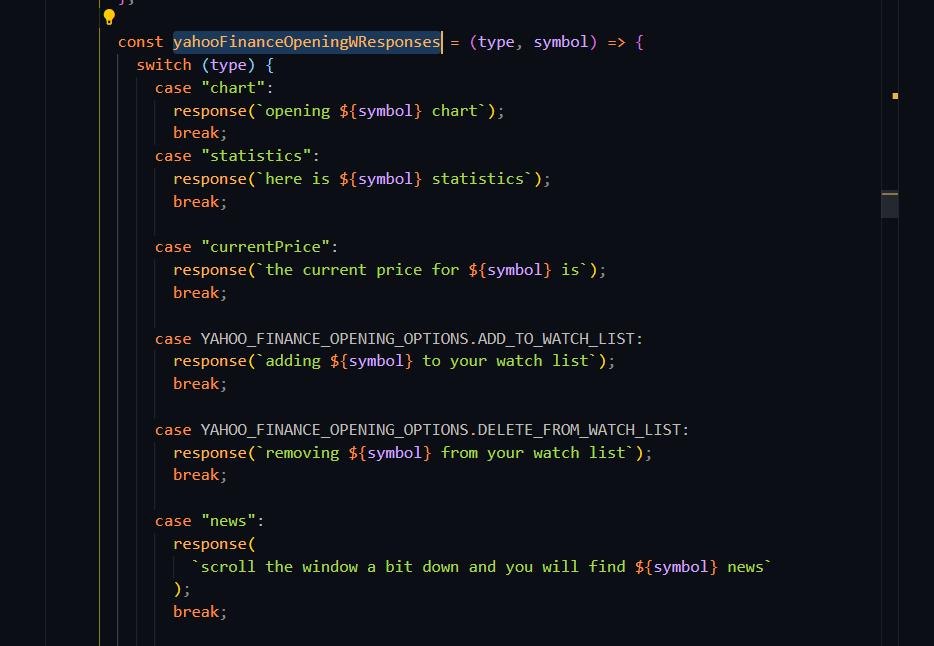 };
const yahooFinanceOpeningWResponses = (type, symbol) => {
switch (type) {
case "chart":
response(`opening ${symbol} chart`);
break;
case "statistics":
response(`here is ${symbol} statistics`);
break;
case "currentPrice":
response(`the current price for ${symbol} is`);
break;
case YAHOO_FINANCE_OPENING_OPTIONS.ADD_TO_WATCH_LIST:
response(`adding ${symbol} to your watch list`);
break;
case YAHOO_FINANCE_OPENING_OPTIONS.DELETE_FROM_WATCH_LIST:
response(`removing ${symbol} from your watch list`);
break;
case "news":
response(
`scroll the window a bit down and you will find ${symbol} news`
);
break;